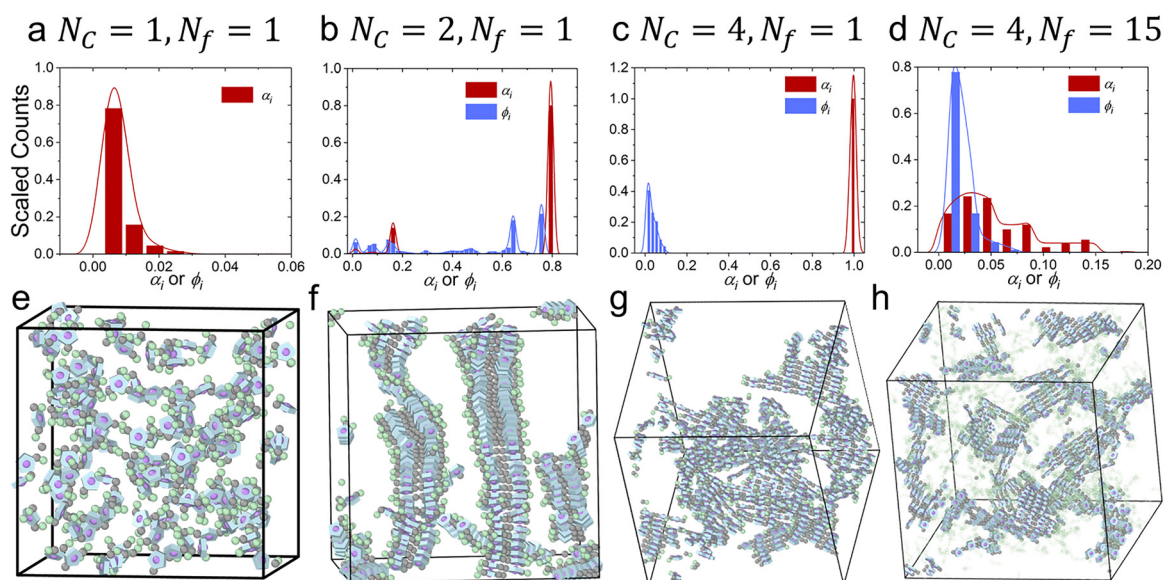 a N_C = 1, N_f = 1
b N_C = 2, N_f = 1
c N_C = 4, N_f = 1
d N_C = 4, N_f = 15
Scaled Counts
1.0
0.8
0.6
0.4
0.2
0.0
0.00 0.02 0.04 0.06
α_i
α_i or ϕ_i
1.0
0.8
0.6
0.4
0.2
0.0
0.0 0.2 0.4 0.6 0.8
α_i
ϕ_i
α_i or ϕ_i
1.2
1.0
0.8
0.6
0.4
0.2
0.0
0.0 0.2 0.4 0.6 0.8 1.0
α_i
ϕ_i
α_i or ϕ_i
0.8
0.6
0.4
0.2
0.0
0.00 0.05 0.10 0.15 0.20
α_i
ϕ_i
α_i or ϕ_i
e
f
g
h